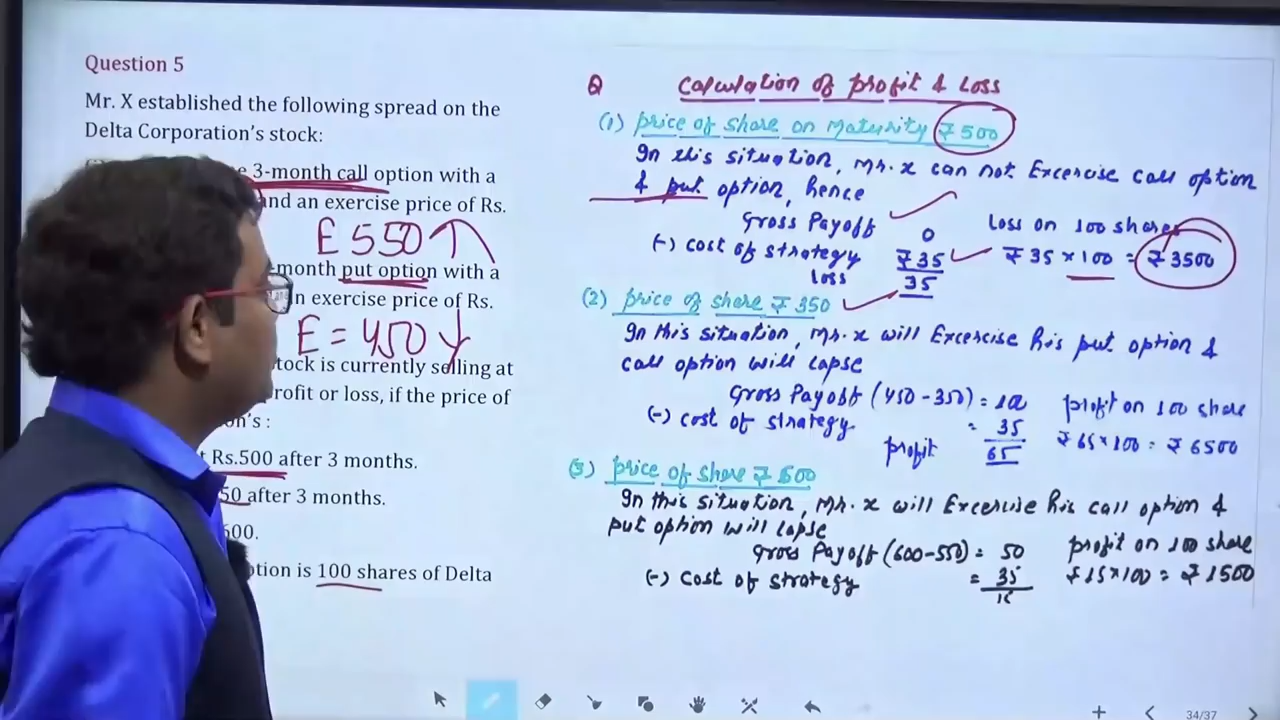 Question 5
Mr. X established the following spread on the
Delta Corporation's stock:
3-month call option with a
and an exercise price of Rs.
£ 550
month put option with a
n exercise price of Rs.
E = 450
tock is currently selling at
rofit or loss, if the price of
on's :
Rs.500 after 3 months.
50 after 3 months.
600.
ption is 100 shares of Delta
Calculation of profit & Loss
(1) price of share on Maturity ₹500
In this situation, Mr. x can not Excercise call option
& put option, hence
Gross Payoff 0
(-) cost of strategy ₹35
loss 35
Loss on 100 shares
₹35 × 100 = ₹3500
(2) price of share ₹350
In this situation, Mr. x will Excercise his put option &
call option will lapse
Gross Payoff (450-350) = 100
(-) cost of strategy = 35
profit 65
profit on 100 share
₹65×100 = ₹6500
(3) price of share ₹600
In this situation, Mr. x will Excercise his call option &
put option will lapse
Gross Payoff (600-550) = 50
(-) cost of strategy = 35
15
profit on 100 share
₹15×100 = ₹1500
34/37